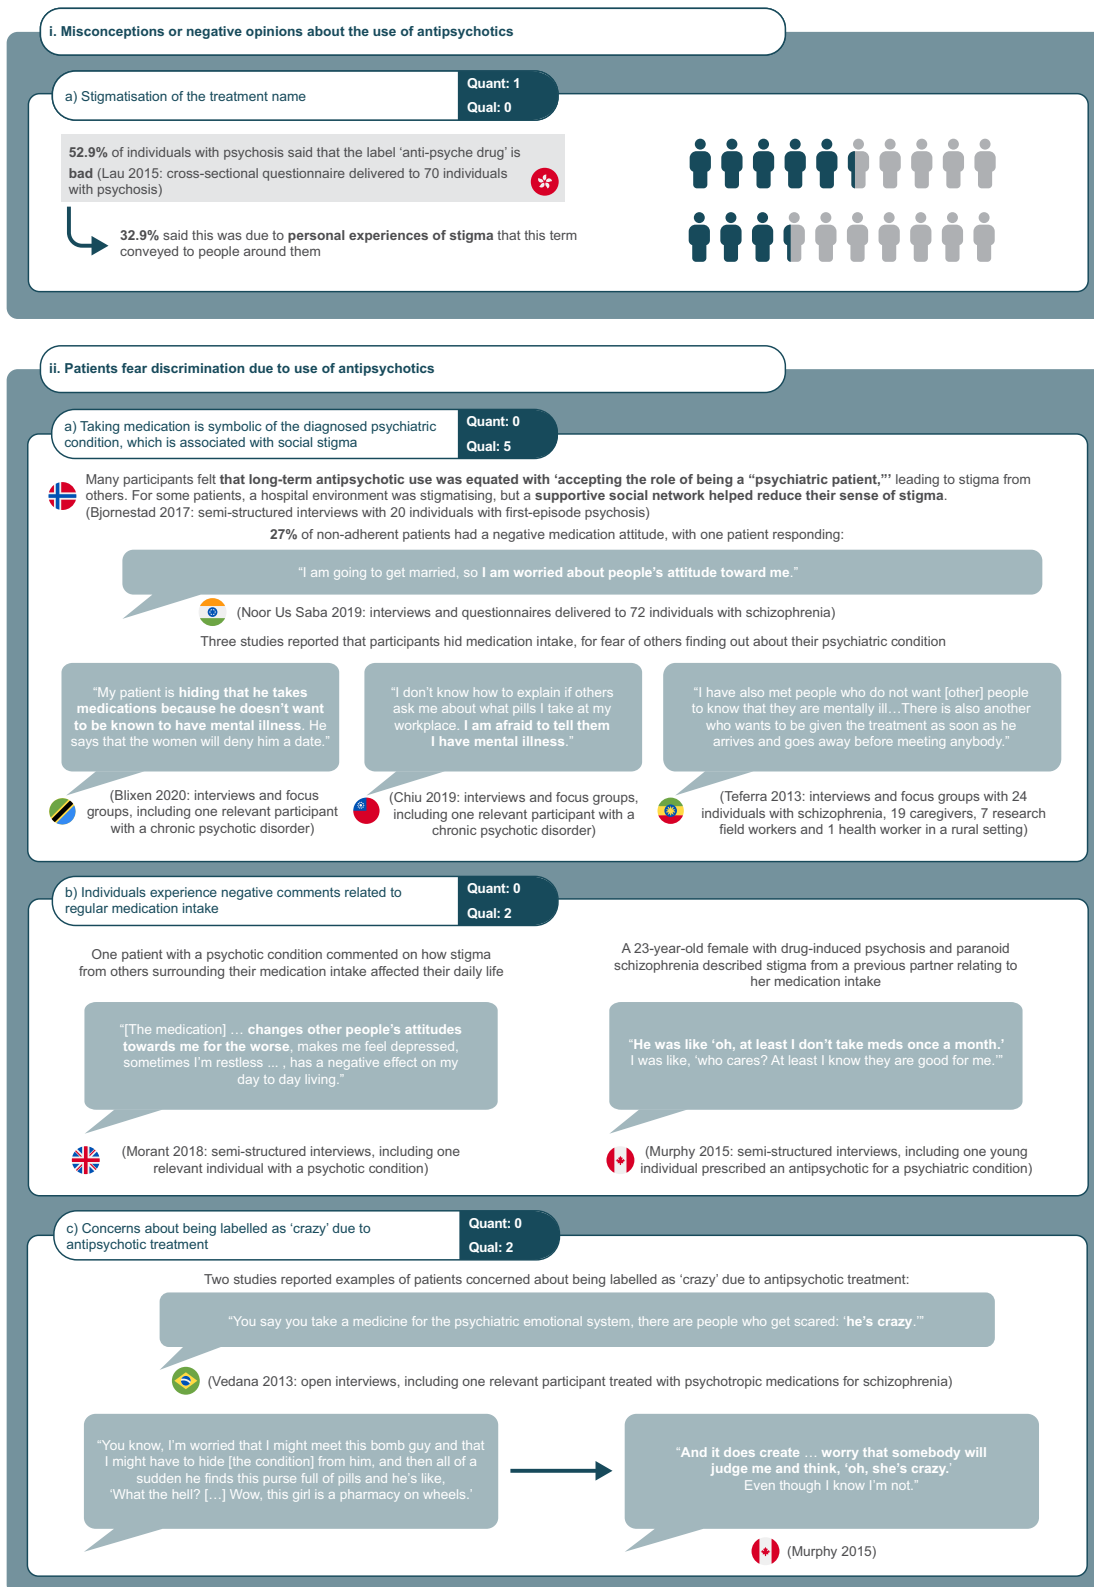 i. Misconceptions or negative opinions about the use of antipsychotics
a) Stigmatisation of the treatment name
Quant: 1
Qual: 0
52.9% of individuals with psychosis said that the label ‘anti-psyche drug’ is
bad (Lau 2015: cross-sectional questionnaire delivered to 70 individuals
with psychosis)
32.9% said this was due to personal experiences of stigma that this term
conveyed to people around them
ii. Patients fear discrimination due to use of antipsychotics
a) Taking medication is symbolic of the diagnosed psychiatric
condition, which is associated with social stigma
Quant: 0
Qual: 5
Many participants felt that long-term antipsychotic use was equated with ‘accepting the role of being a “psychiatric patient,”’ leading to stigma from
others. For some patients, a hospital environment was stigmatising, but a supportive social network helped reduce their sense of stigma.
(Bjornestad 2017: semi-structured interviews with 20 individuals with first-episode psychosis)
27% of non-adherent patients had a negative medication attitude, with one patient responding:
“I am going to get married, so I am worried about people’s attitude toward me.”
(Noor Us Saba 2019: interviews and questionnaires delivered to 72 individuals with schizophrenia)
Three studies reported that participants hid medication intake, for fear of others finding out about their psychiatric condition
“My patient is hiding that he takes
medications because he doesn’t want
to be known to have mental illness. He
says that the women will deny him a date.”
(Blixen 2020: interviews and focus
groups, including one relevant participant
with a chronic psychotic disorder)
“I don’t know how to explain if others
ask me about what pills I take at my
workplace. I am afraid to tell them
I have mental illness.”
(Chiu 2019: interviews and focus groups,
including one relevant participant with a
chronic psychotic disorder)
“I have also met people who do not want [other] people
to know that they are mentally ill…There is also another
who wants to be given the treatment as soon as he
arrives and goes away before meeting anybody.”
(Teferra 2013: interviews and focus groups with 24
individuals with schizophrenia, 19 caregivers, 7 research
field workers and 1 health worker in a rural setting)
b) Individuals experience negative comments related to
regular medication intake
Quant: 0
Qual: 2
One patient with a psychotic condition commented on how stigma
from others surrounding their medication intake affected their daily life
“[The medication] … changes other people’s attitudes
towards me for the worse, makes me feel depressed,
sometimes I’m restless ... , has a negative effect on my
day to day living.”
(Morant 2018: semi-structured interviews, including one
relevant individual with a psychotic condition)
A 23-year-old female with drug-induced psychosis and paranoid
schizophrenia described stigma from a previous partner relating to
her medication intake
“He was like ‘oh, at least I don’t take meds once a month.’
I was like, ‘who cares? At least I know they are good for me.’”
(Murphy 2015: semi-structured interviews, including one young
individual prescribed an antipsychotic for a psychiatric condition)
c) Concerns about being labelled as ‘crazy’ due to
antipsychotic treatment
Quant: 0
Qual: 2
Two studies reported examples of patients concerned about being labelled as ‘crazy’ due to antipsychotic treatment:
“You say you take a medicine for the psychiatric emotional system, there are people who get scared: ‘he’s crazy.’”
(Vedana 2013: open interviews, including one relevant participant treated with psychotropic medications for schizophrenia)
“You know, I’m worried that I might meet this bomb guy and that
I might have to hide [the condition] from him, and then all of a
sudden he finds this purse full of pills and he’s like,
‘What the hell? […] Wow, this girl is a pharmacy on wheels.’
“And it does create … worry that somebody will
judge me and think, ‘oh, she’s crazy.’
Even though I know I’m not.”
(Murphy 2015)